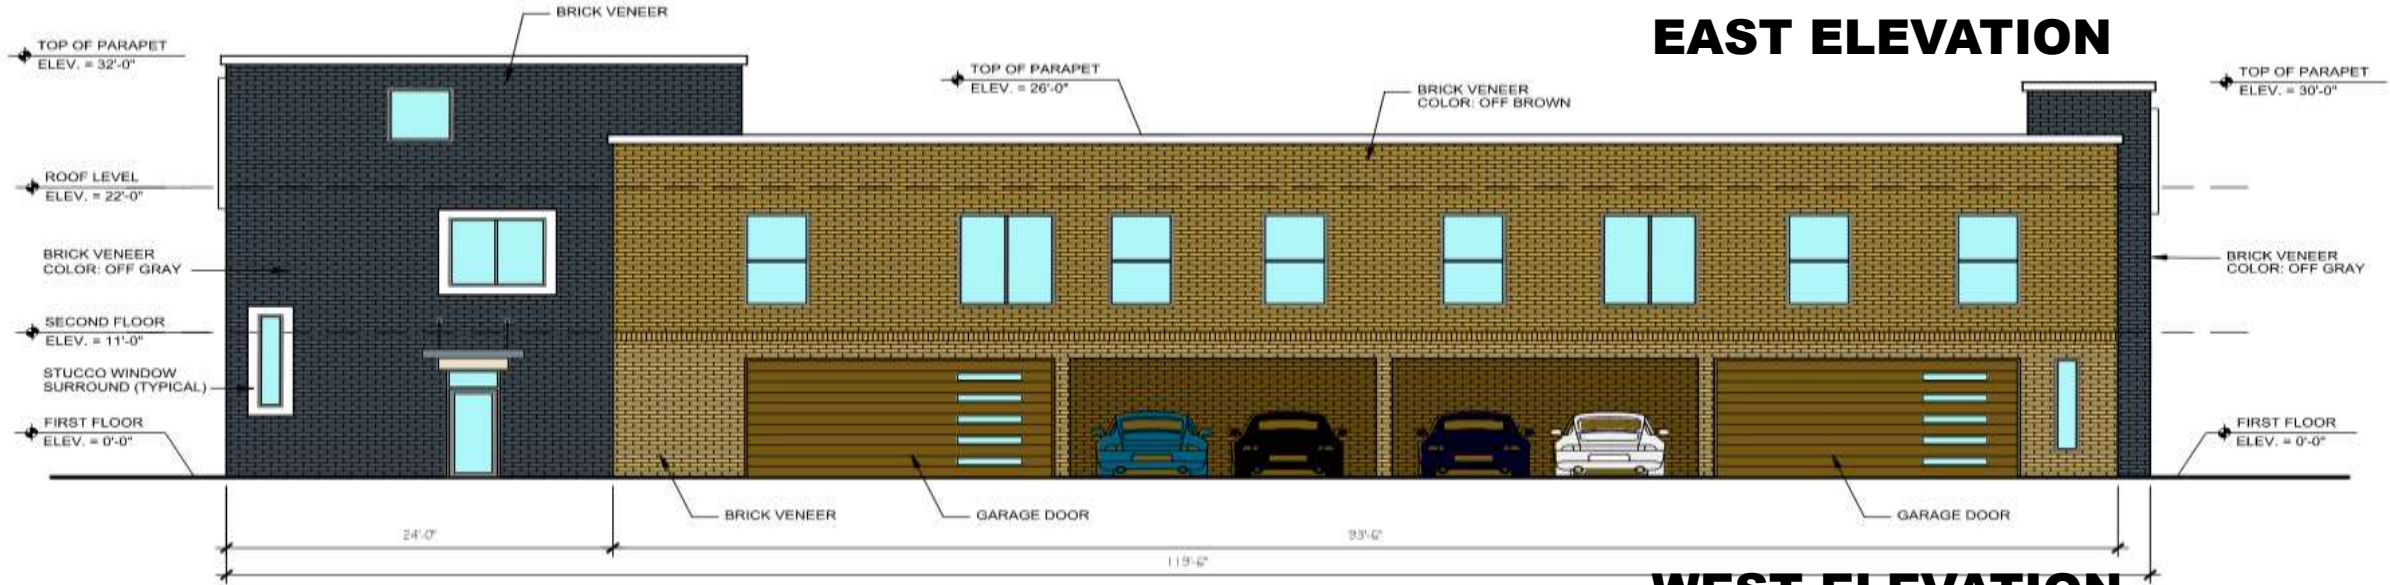 BRICK VENEER
EAST ELEVATION
TOP OF PARAPET
ELEV. = 32'-0"
TOP OF PARAPET
ELEV. = 26'-0"
BRICK VENEER
COLOR: OFF BROWN
TOP OF PARAPET
ELEV. = 30'-0"
ROOF LEVEL
ELEV. = 22'-0"
BRICK VENEER
COLOR: OFF GRAY
BRICK VENEER
COLOR: OFF GRAY
SECOND FLOOR
ELEV. = 11'-0"
STUCCO WINDOW
SURROUND (TYPICAL)
FIRST FLOOR
ELEV. = 0'-0"
FIRST FLOOR
ELEV. = 0'-0"
BRICK VENEER
GARAGE DOOR
GARAGE DOOR
24'-0"
93'-6"
119'-6"
WEST ELEVATION